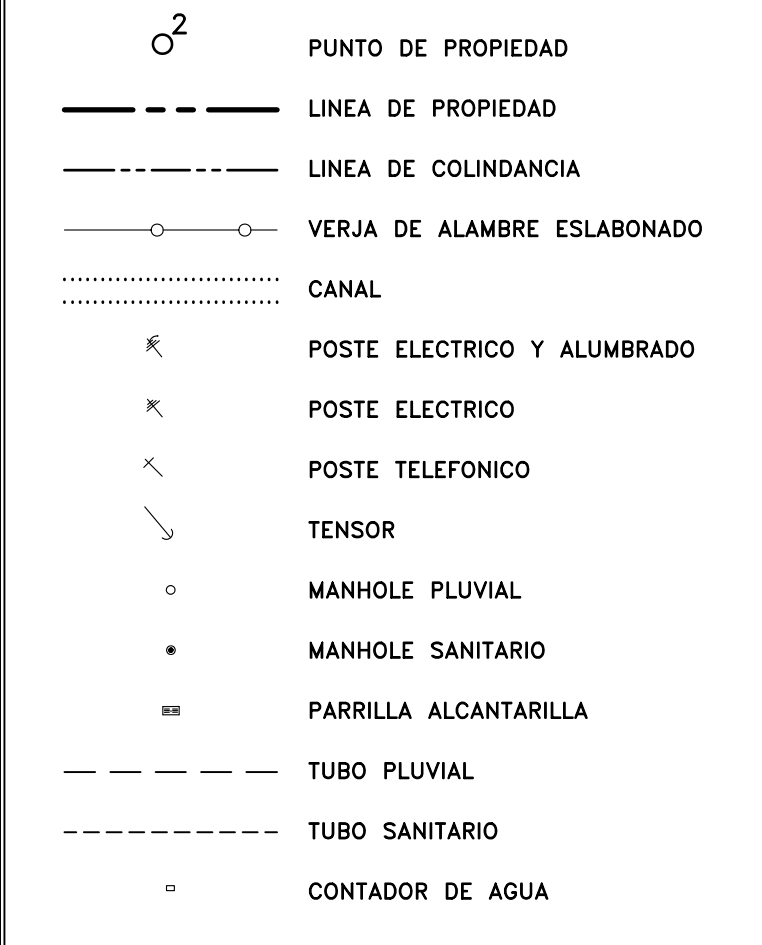 2
PUNTO DE PROPIEDAD
LINEA DE PROPIEDAD
LINEA DE COLINDANCIA
VERJA DE ALAMBRE ESLABONADO
CANAL
POSTE ELECTRICO Y ALUMBRADO
POSTE ELECTRICO
POSTE TELEFONICO
TENSOR
MANHOLE PLUVIAL
MANHOLE SANITARIO
PARRILLA ALCANTARILLA
TUBO PLUVIAL
TUBO SANITARIO
CONTADOR DE AGUA